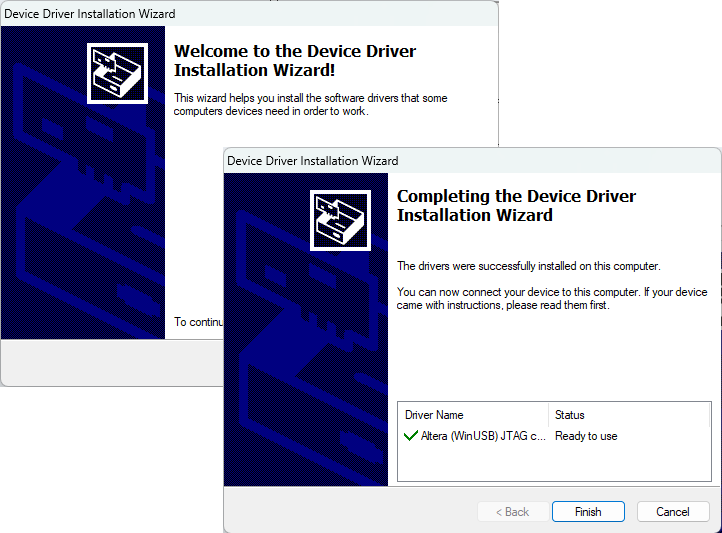 Device Driver Installation Wizard
Welcome to the Device Driver
Installation Wizard!
This wizard helps you install the software drivers that some
computers devices need in order to work.
To continu
Device Driver Installation Wizard
Completing the Device Driver
Installation Wizard
The drivers were successfully installed on this computer.
You can now connect your device to this computer. If your device
came with instructions, please read them first.
Driver Name Status
Altera (WinUSB) JTAG c... Ready to use
< Back Finish Cancel